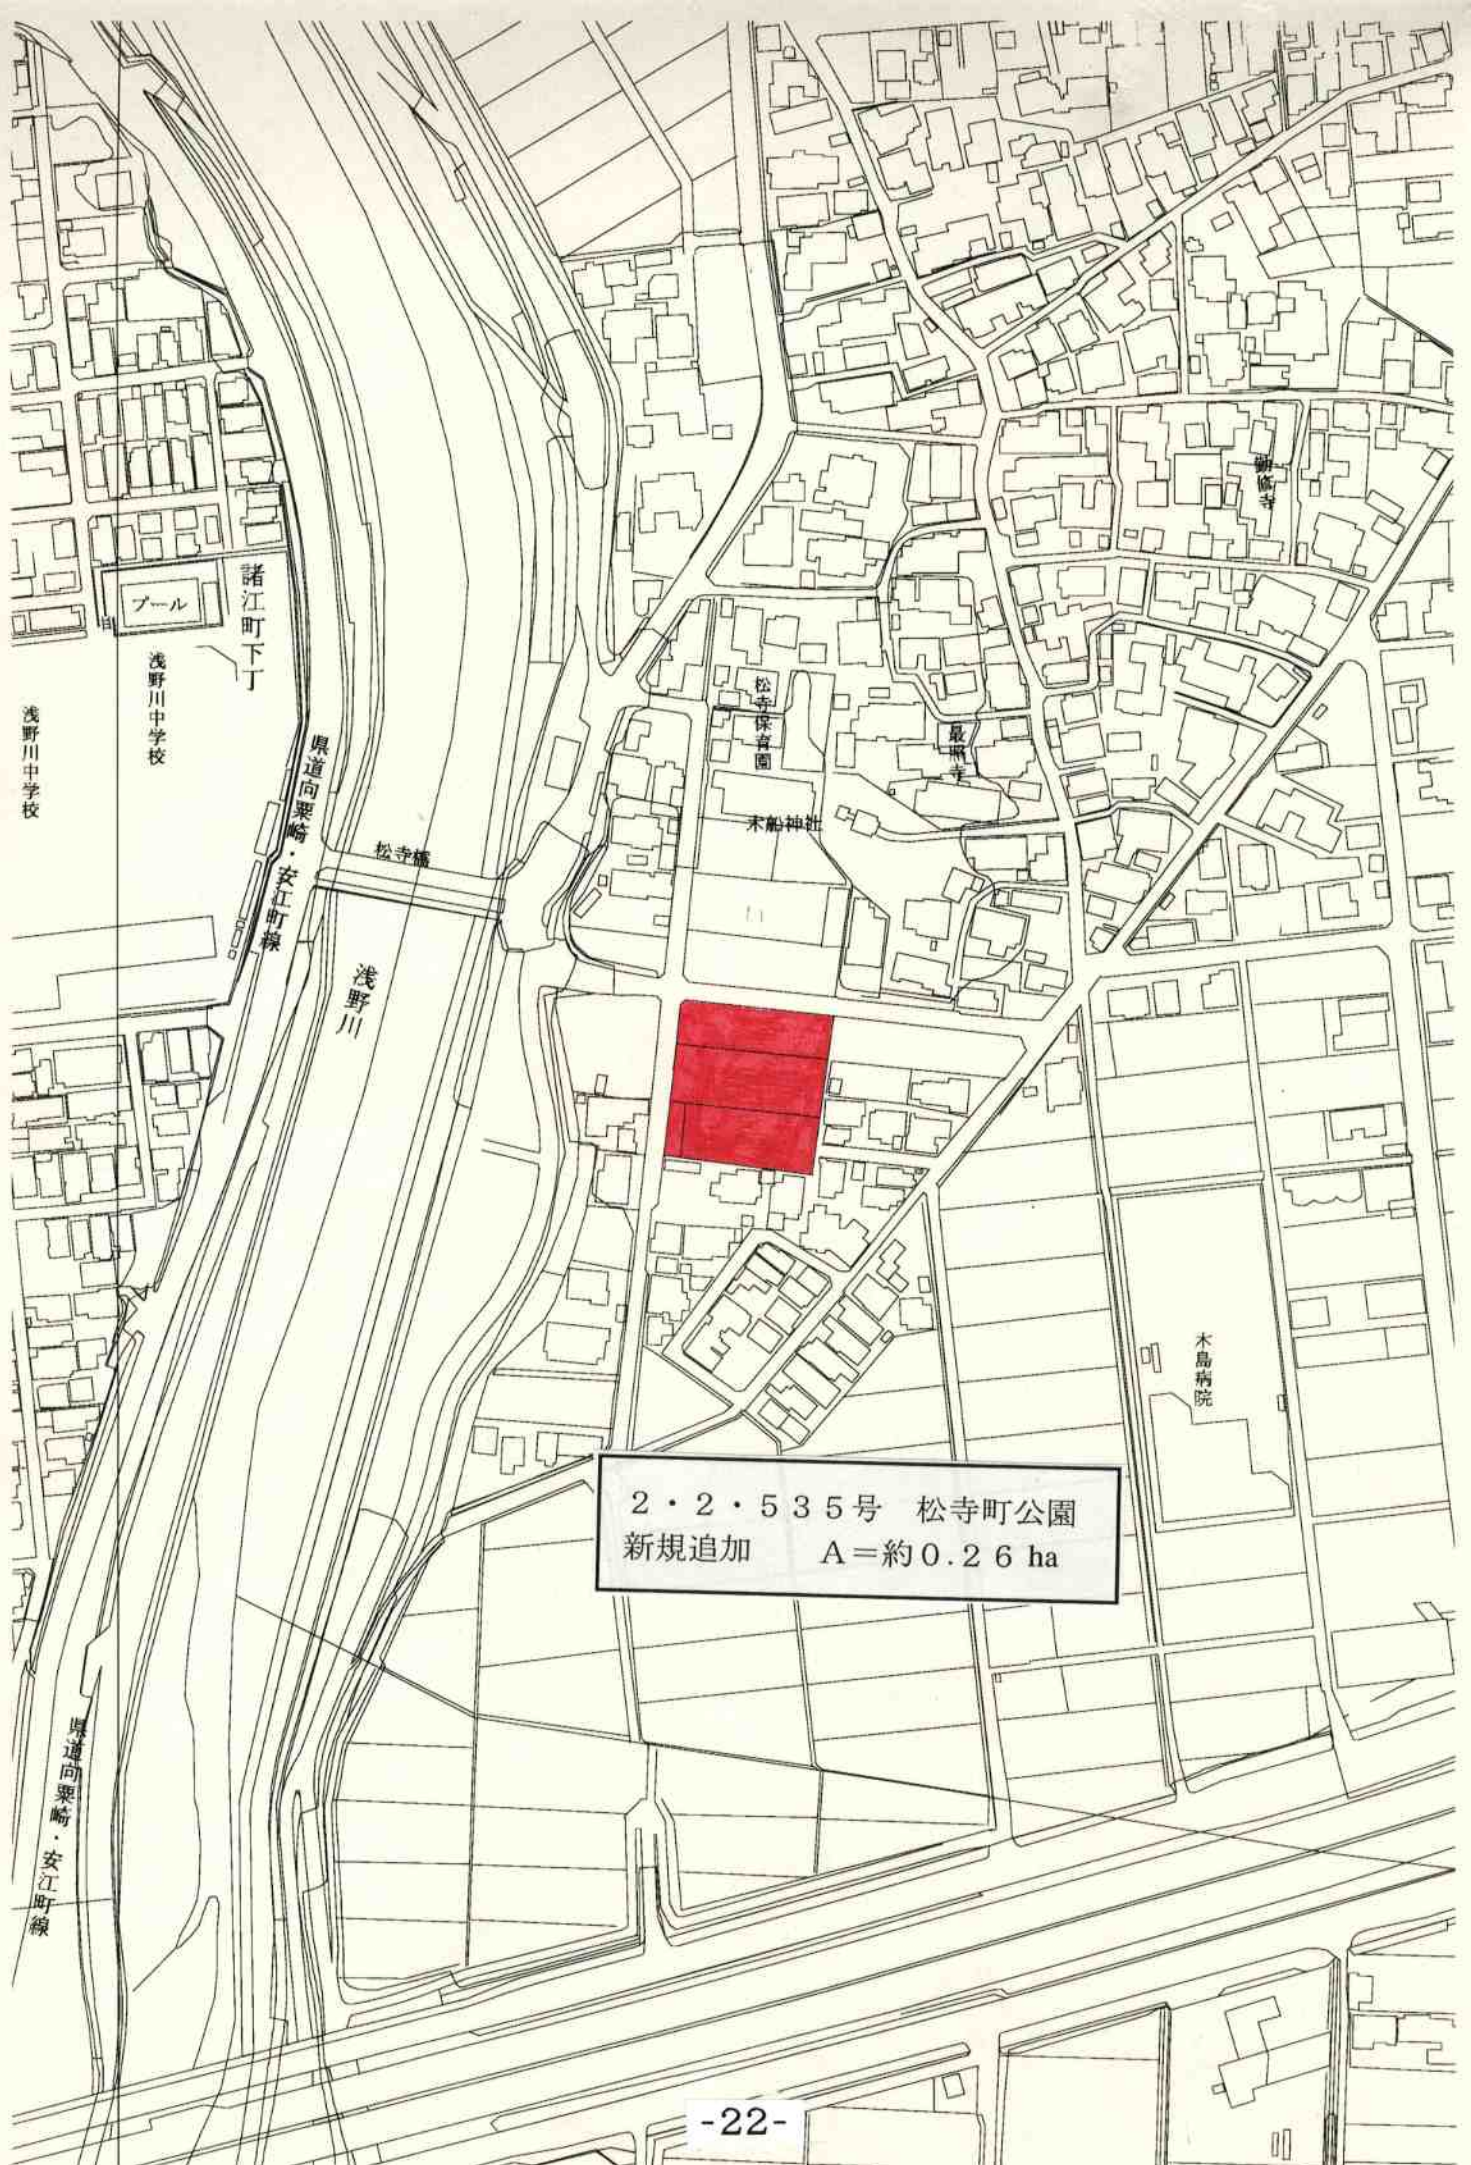 勧修寺
プール
諸江町下丁
浅野川中学校
浅野川中学校
松寺保育園
最照寺
県道向粟崎・安江町線
末船神社
松寺橋
浅野川
木島病院
2・2・535号 松寺町公園
新規追加 A=約0.26ha
県道向粟崎・安江町線
-22-